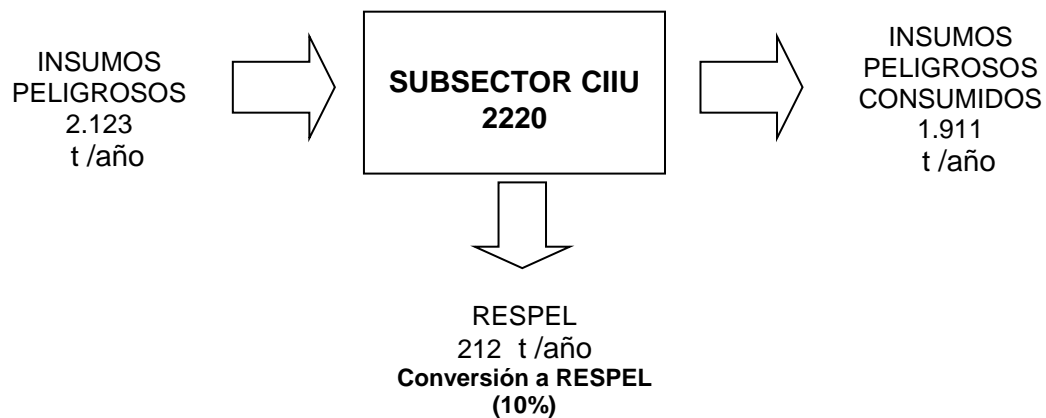 INSUMOS
PELIGROSOS
2.123
t /año
SUBSECTOR CIIU
2220
INSUMOS
PELIGROSOS
CONSUMIDOS
1.911
t /año
RESPEL
212 t /año
Conversión a RESPEL
(10%)